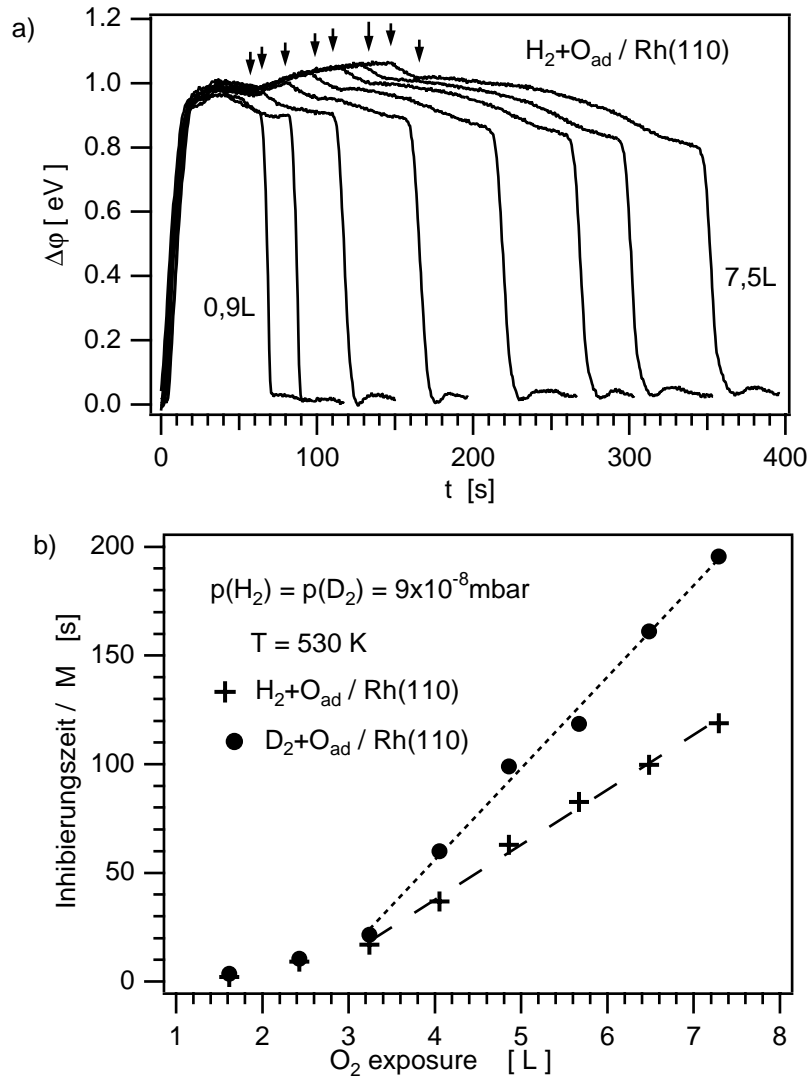 a)
1.2
1.0
0.8
0.6
0.4
0.2
0.0
Δφ [ eV ]
H₂+Oad / Rh(110)
0,9L
7,5L
0 100 200 300 400
t [s]
b)
200
150
100
50
0
Inhibierungszeit / M [s]
p(H₂) = p(D₂) = 9x10⁻⁸mbar
T = 530 K
H₂+Oad / Rh(110)
D₂+Oad / Rh(110)
1 2 3 4 5 6 7 8
O₂ exposure [ L ]